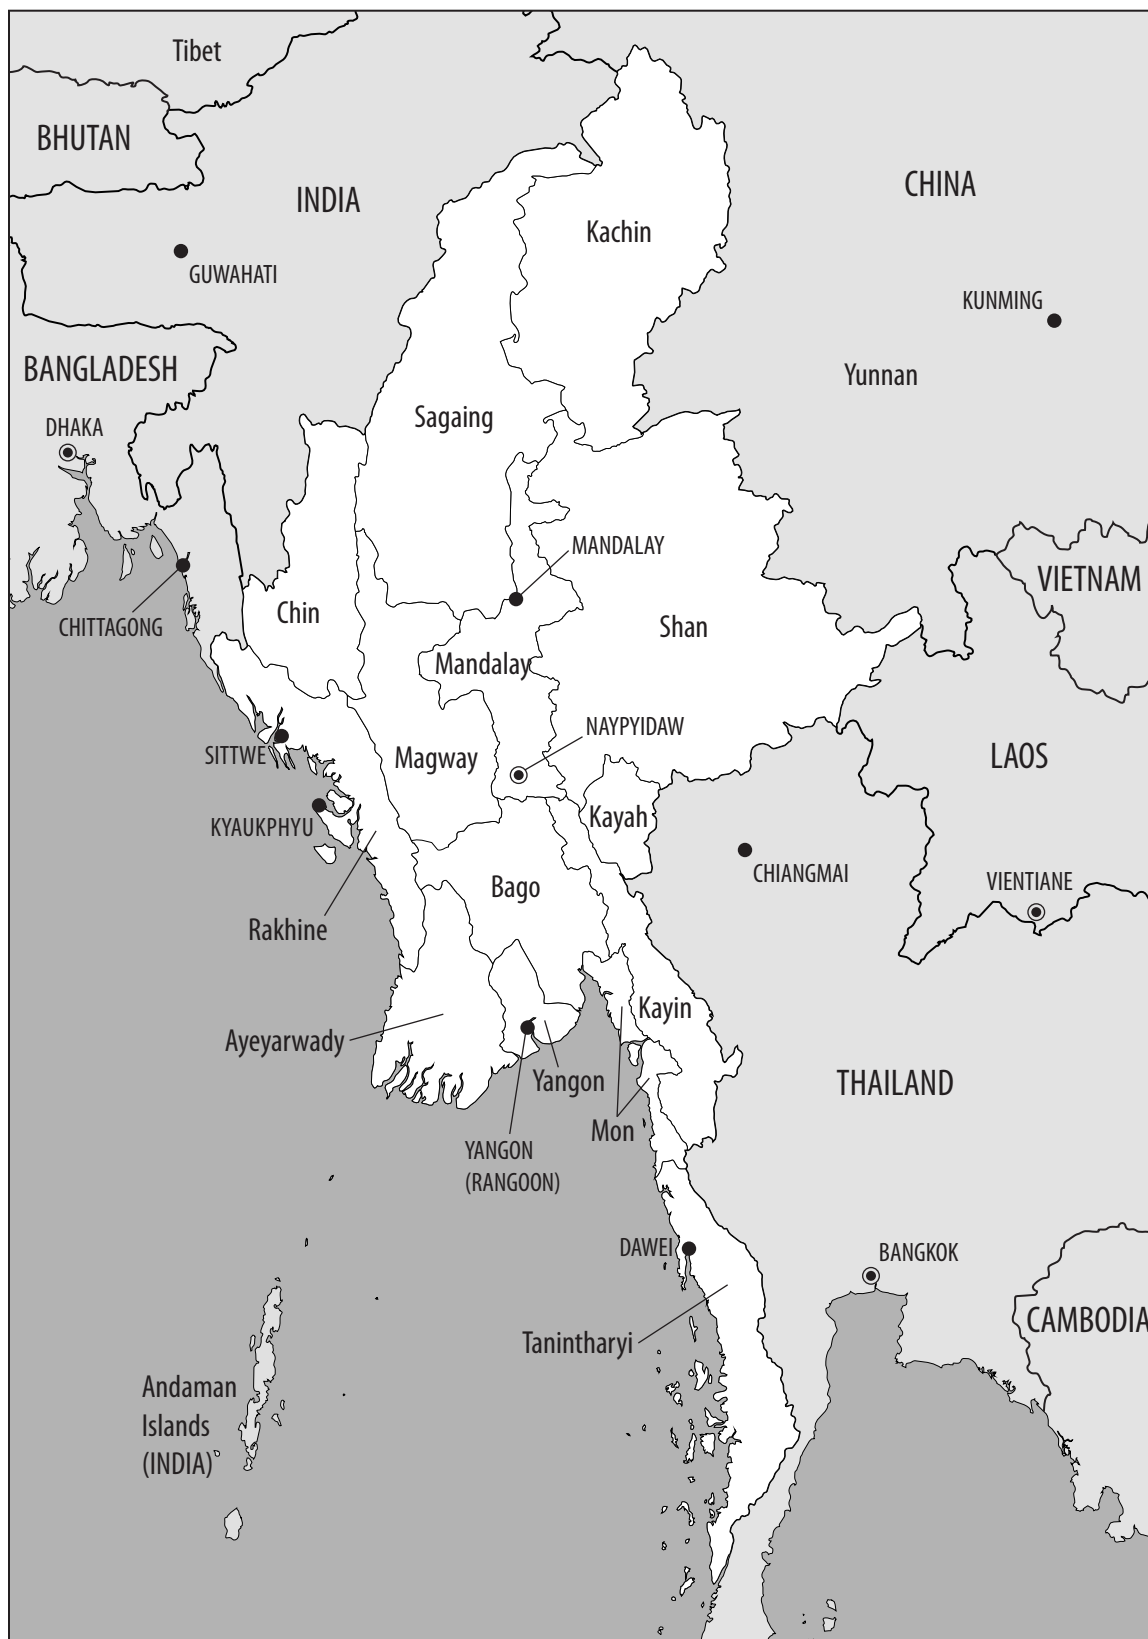 Tibet
BHUTAN
INDIA
CHINA
Kachin
GUWAHATI
KUNMING
BANGLADESH
Yunnan
Sagaing
DHAKA
MANDALAY
VIETNAM
Chin
CHITTAGONG
Shan
Mandalay
NAYPYIDAW
SITTWE
Magway
LAOS
KYAUKPHYU
Kayah
CHIANGMAI
Bago
VIENTIANE
Rakhine
Kayin
Ayeyarwady
Yangon
THAILAND
Mon
YANGON
(RANGOON)
DAWEI
BANGKOK
CAMBODIA
Tanintharyi
Andaman
Islands
(INDIA)